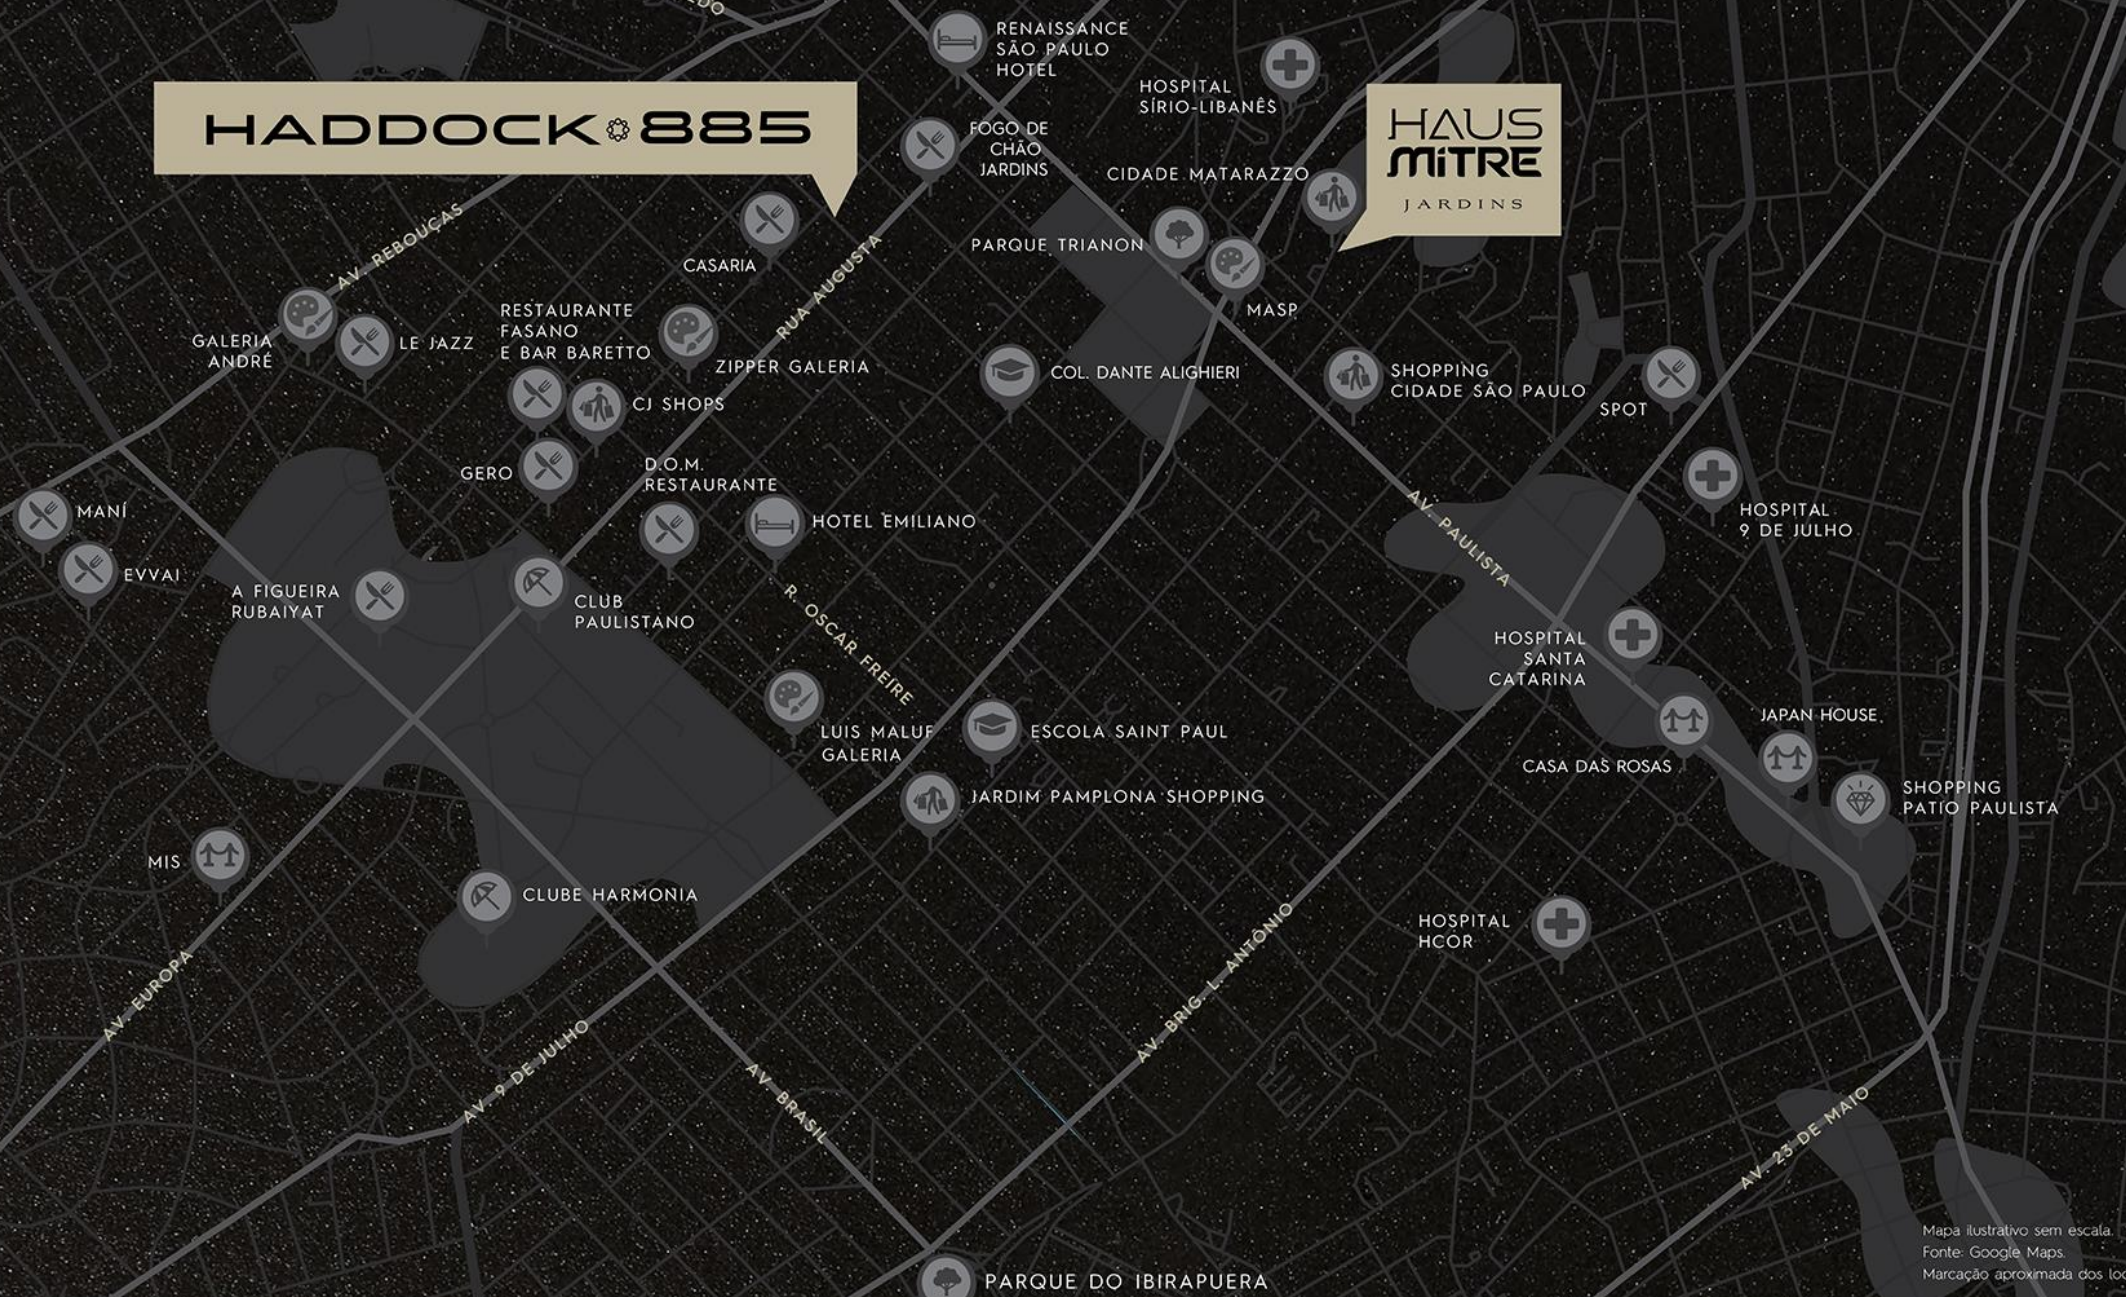 RENAISSANCE
SÃO PAULO
HOTEL
HOSPITAL
SÍRIO-LIBANÊS
HADDOCK 885
HAUS
MiTRE
JARDINS
FOGO DE
CHÃO
JARDINS
CIDADE MATARAZZO
AV. REBOUÇAS
CASARIA
RUA AUGUSTA
PARQUE TRIANON
MASP
GALERIA
ANDRÉ
LE JAZZ
RESTAURANTE
FASANO
E BAR BARETTO
ZIPPER GALERIA
COL. DANTE ALIGHIERI
SHOPPING
CIDADE SÃO PAULO
SPOT
CJ SHOPS
GERO
D.O.M.
RESTAURANTE
HOTEL EMILIANO
AV. PAULISTA
HOSPITAL
9 DE JULHO
MANÍ
EVVAI
A FIGUEIRA
RUBAIYAT
CLUB
PAULISTANO
R. OSCAR FREIRE
HOSPITAL
SANTA
CATARINA
LUIS MALUF
GALERIA
ESCOLA SAINT PAUL
JAPAN HOUSE
CASA DAS ROSAS
JARDIM PAMPLONA SHOPPING
SHOPPING
PATIO PAULISTA
MIS
CLUBE HARMONIA
HOSPITAL
HCOR
AV. EUROPA
AV. 9 DE JULHO
AV BRASIL
AV. BRIG. L. ANTÔNIO
AV. 23 DE MAIO
PARQUE DO IBIRAPUERA
Mapa ilustrativo sem escala.
Fonte: Google Maps.
Marcação aproximada dos